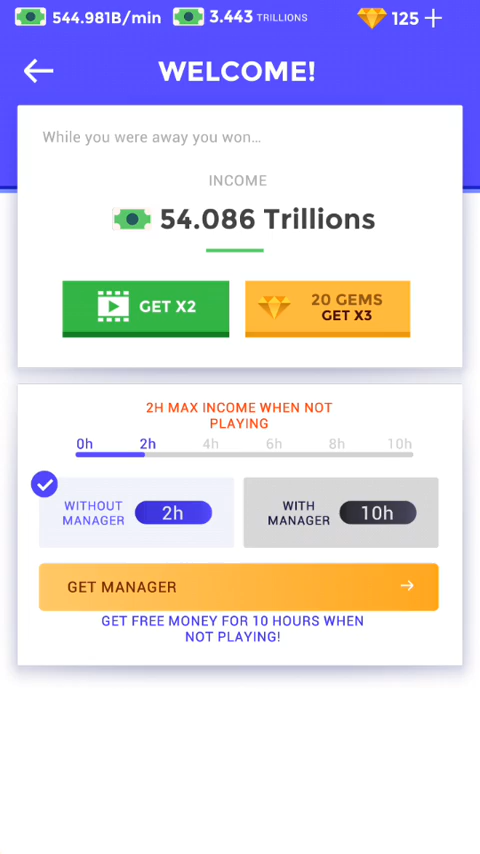 544.981B/min 3.443 TRILLIONS 125 +
WELCOME!
While you were away you won...
INCOME
54.086 Trillions
GET X2
20 GEMS
GET X3
2H MAX INCOME WHEN NOT
PLAYING
0h 2h 4h 6h 8h 10h
WITHOUT
MANAGER
2h
WITH
MANAGER
10h
GET MANAGER
GET FREE MONEY FOR 10 HOURS WHEN
NOT PLAYING!